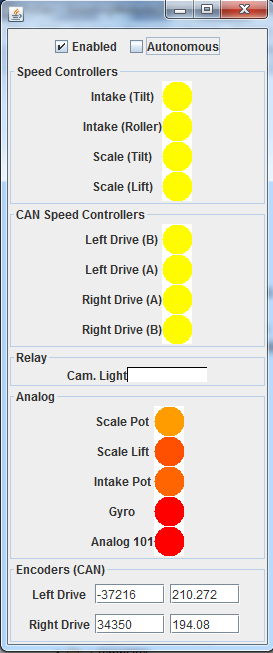 Enabled Autonomous
Speed Controllers
Intake (Tilt)
Intake (Roller)
Scale (Tilt)
Scale (Lift)
CAN Speed Controllers
Left Drive (B)
Left Drive (A)
Right Drive (A)
Right Drive (B)
Relay
Cam. Light
Analog
Scale Pot
Scale Lift
Intake Pot
Gyro
Analog 101
Encoders (CAN)
Left Drive -37216 210.272
Right Drive 34350 194.08